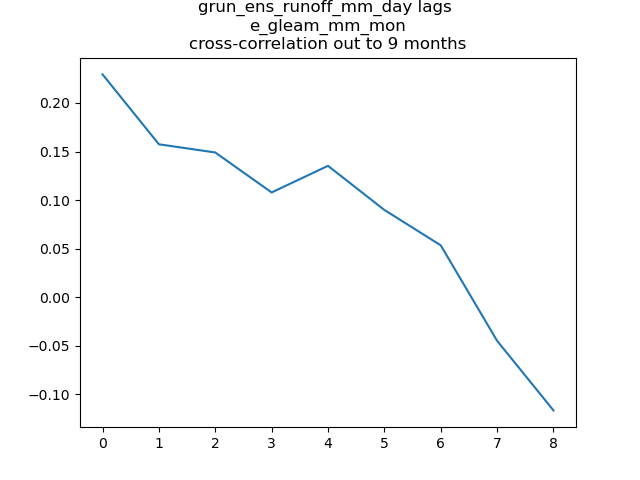 grun_ens_runoff_mm_day lags
e_gleam_mm_mon
cross-correlation out to 9 months
0.20
0.15
0.10
0.05
0.00
−0.05
−0.10
0 1 2 3 4 5 6 7 8